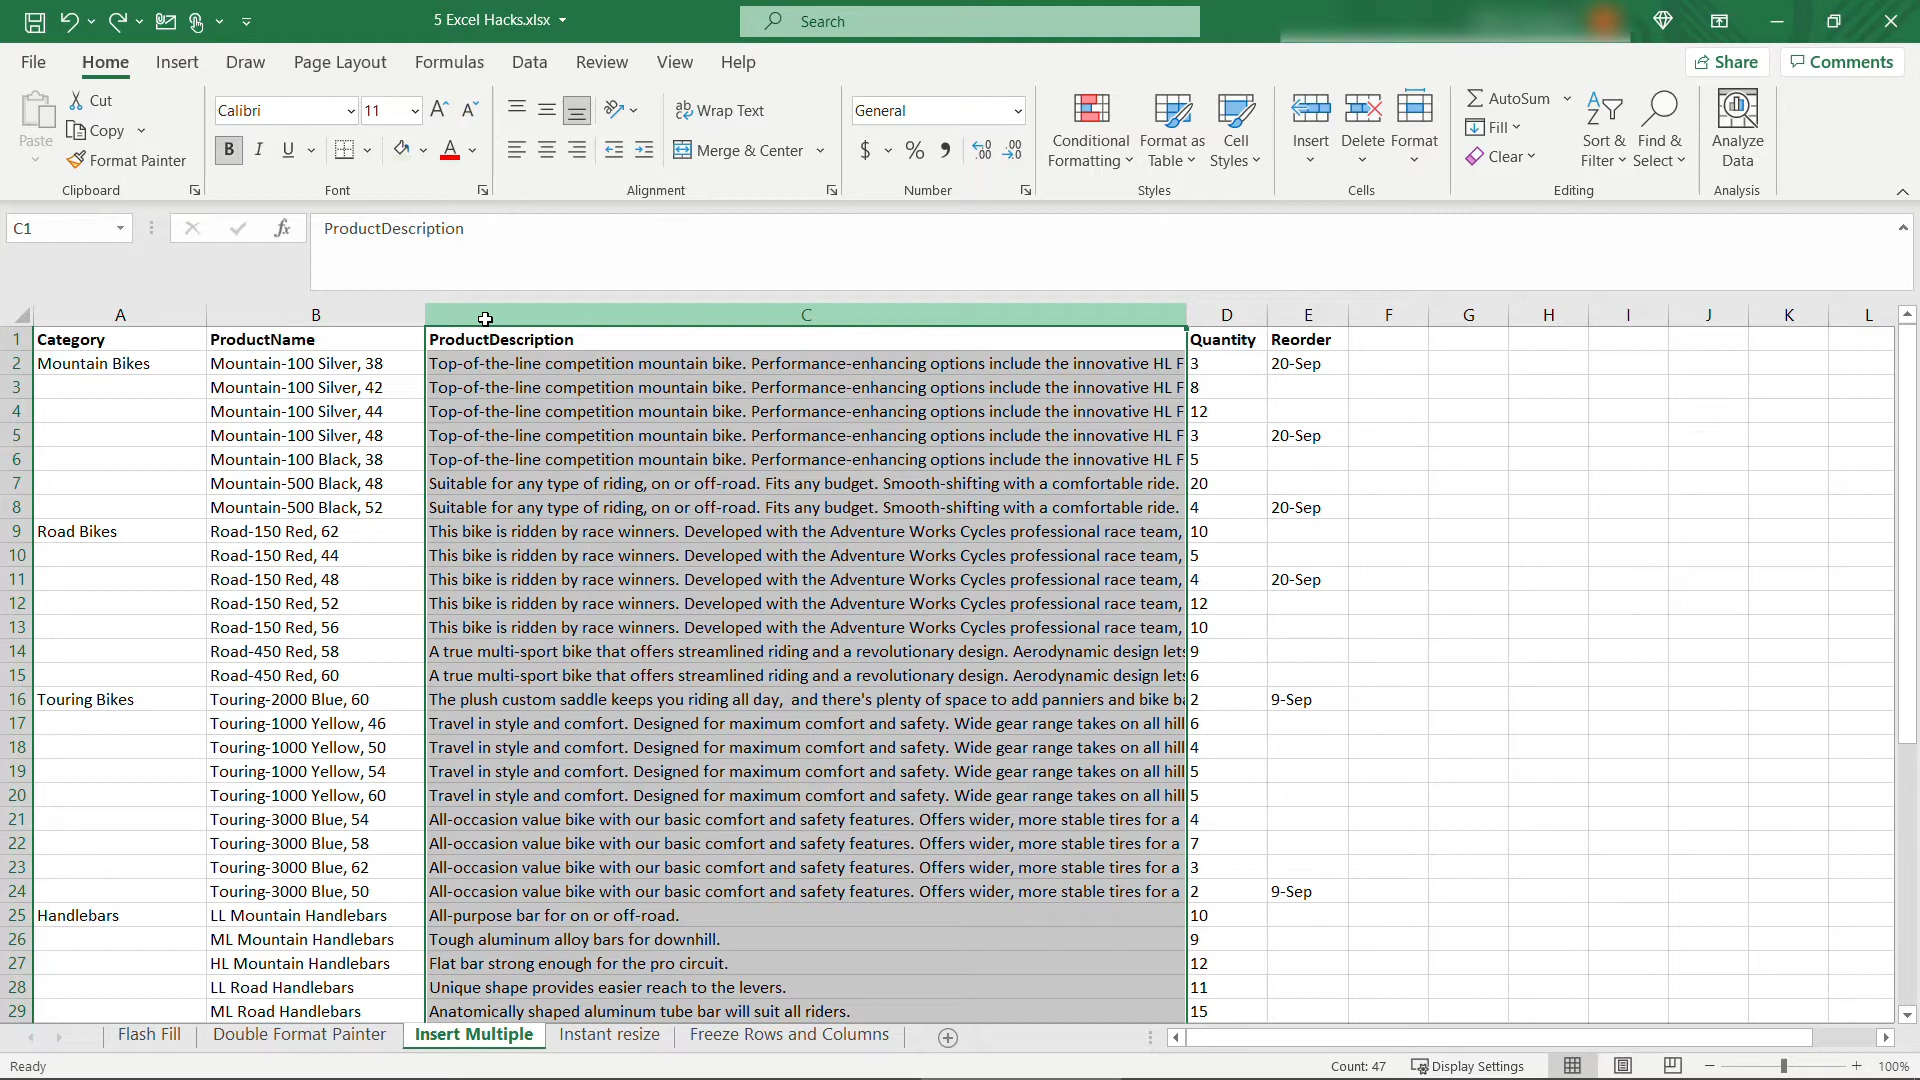 5 Excel Hacks.xlsx
Search
File Home Insert Draw Page Layout Formulas Data Review View Help Share Comments
Paste Cut Copy Format Painter Clipboard
Calibri 11 B I U A Font
Wrap Text Merge & Center Alignment
General $ % Number
Conditional Formatting Format as Table Cell Styles Styles
Insert Delete Format Cells
AutoSum Fill Clear Sort & Filter Find & Select Editing
Analyze Data Analysis
C1 fx ProductDescription
A B C D E F G H I J K L
1 Category ProductName ProductDescription Quantity Reorder
2 Mountain Bikes Mountain-100 Silver, 38 Top-of-the-line competition mountain bike. Performance-enhancing options include the innovative HL F 3 20-Sep
3 Mountain-100 Silver, 42 Top-of-the-line competition mountain bike. Performance-enhancing options include the innovative HL F 8
4 Mountain-100 Silver, 44 Top-of-the-line competition mountain bike. Performance-enhancing options include the innovative HL F 12
5 Mountain-100 Silver, 48 Top-of-the-line competition mountain bike. Performance-enhancing options include the innovative HL F 3 20-Sep
6 Mountain-100 Black, 38 Top-of-the-line competition mountain bike. Performance-enhancing options include the innovative HL F 5
7 Mountain-500 Black, 48 Suitable for any type of riding, on or off-road. Fits any budget. Smooth-shifting with a comfortable ride. 20
8 Mountain-500 Black, 52 Suitable for any type of riding, on or off-road. Fits any budget. Smooth-shifting with a comfortable ride. 4 20-Sep
9 Road Bikes Road-150 Red, 62 This bike is ridden by race winners. Developed with the Adventure Works Cycles professional race team, 10
10 Road-150 Red, 44 This bike is ridden by race winners. Developed with the Adventure Works Cycles professional race team, 5
11 Road-150 Red, 48 This bike is ridden by race winners. Developed with the Adventure Works Cycles professional race team, 4 20-Sep
12 Road-150 Red, 52 This bike is ridden by race winners. Developed with the Adventure Works Cycles professional race team, 12
13 Road-150 Red, 56 This bike is ridden by race winners. Developed with the Adventure Works Cycles professional race team, 10
14 Road-450 Red, 58 A true multi-sport bike that offers streamlined riding and a revolutionary design. Aerodynamic design lets 9
15 Road-450 Red, 60 A true multi-sport bike that offers streamlined riding and a revolutionary design. Aerodynamic design lets 6
16 Touring Bikes Touring-2000 Blue, 60 The plush custom saddle keeps you riding all day, and there's plenty of space to add panniers and bike ba 2 9-Sep
17 Touring-1000 Yellow, 46 Travel in style and comfort. Designed for maximum comfort and safety. Wide gear range takes on all hill 6
18 Touring-1000 Yellow, 50 Travel in style and comfort. Designed for maximum comfort and safety. Wide gear range takes on all hill 4
19 Touring-1000 Yellow, 54 Travel in style and comfort. Designed for maximum comfort and safety. Wide gear range takes on all hill 5
20 Touring-1000 Yellow, 60 Travel in style and comfort. Designed for maximum comfort and safety. Wide gear range takes on all hill 5
21 Touring-3000 Blue, 54 All-occasion value bike with our basic comfort and safety features. Offers wider, more stable tires for a 4
22 Touring-3000 Blue, 58 All-occasion value bike with our basic comfort and safety features. Offers wider, more stable tires for a 7
23 Touring-3000 Blue, 62 All-occasion value bike with our basic comfort and safety features. Offers wider, more stable tires for a 3
24 Touring-3000 Blue, 50 All-occasion value bike with our basic comfort and safety features. Offers wider, more stable tires for a 2 9-Sep
25 Handlebars LL Mountain Handlebars All-purpose bar for on or off-road. 10
26 ML Mountain Handlebars Tough aluminum alloy bars for downhill. 9
27 HL Mountain Handlebars Flat bar strong enough for the pro circuit. 12
28 LL Road Handlebars Unique shape provides easier reach to the levers. 11
29 ML Road Handlebars Anatomically shaped aluminum tube bar will suit all riders. 15
Flash Fill Double Format Painter Insert Multiple Instant resize Freeze Rows and Columns
Ready Count: 47 Display Settings 100%